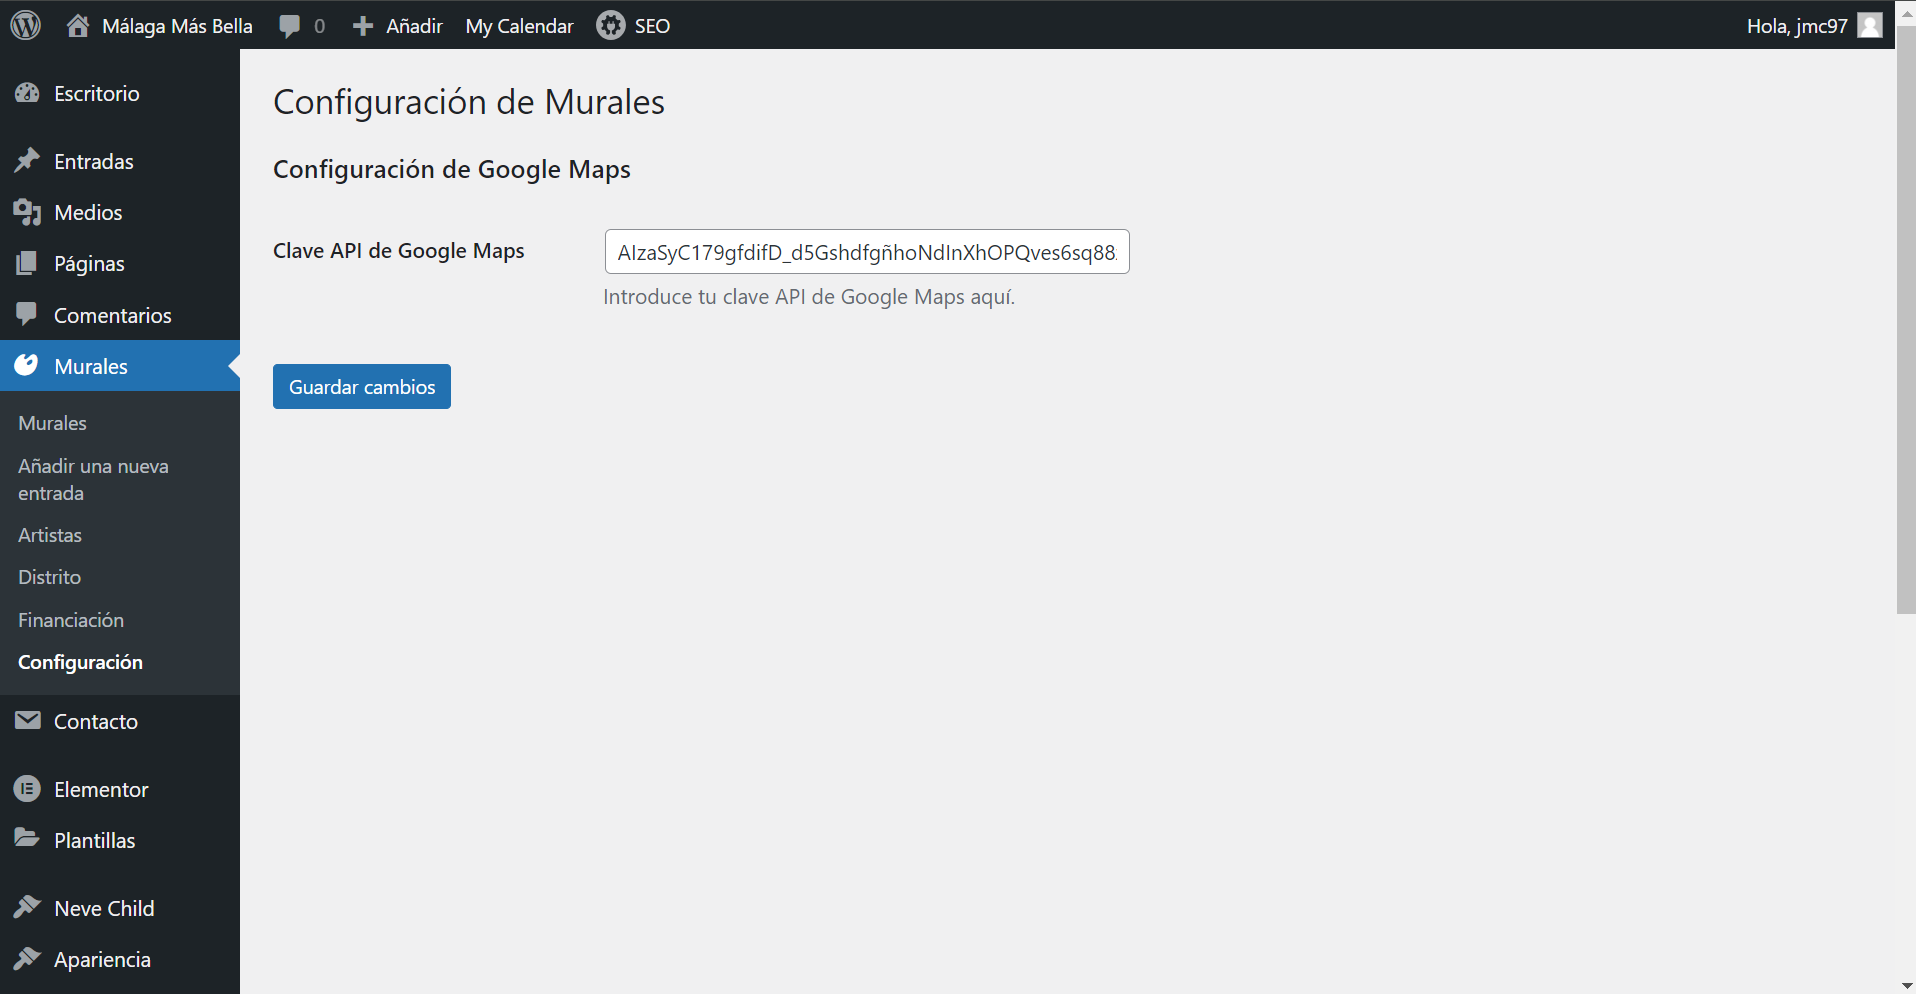 Málaga Más Bella 0 Añadir My Calendar SEO Hola, jmc97
Escritorio
Entradas
Medios
Páginas
Comentarios
Murales
Murales
Añadir una nueva
entrada
Artistas
Distrito
Financiación
Configuración
Contacto
Elementor
Plantillas
Neve Child
Apariencia
Configuración de Murales
Configuración de Google Maps
Clave API de Google Maps
AIzaSyC179gfdifD_d5GshdfgñhoNdInXhOPQves6sq88
Introduce tu clave API de Google Maps aquí.
Guardar cambios